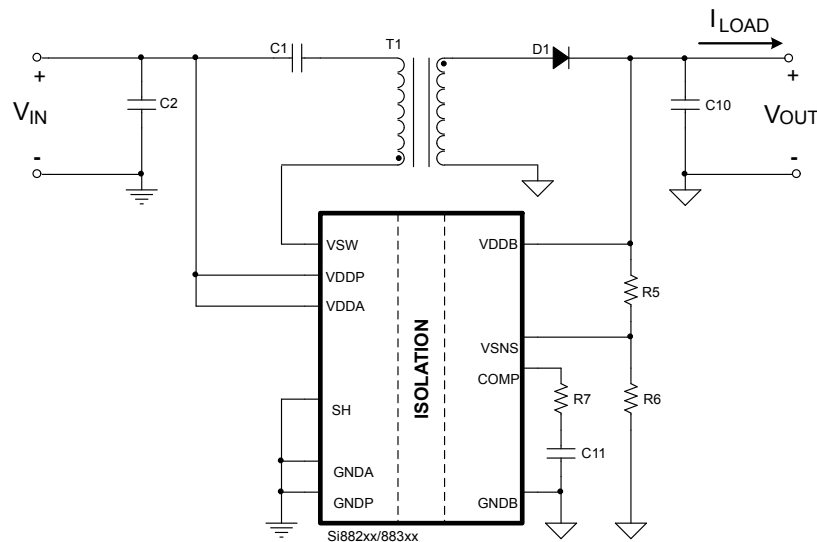 I LOAD
C1
T1
D1
+
+
C2
C10
VIN
VOUT
-
-
VSW
VDDB
VDDP
R5
VDDA
ISOLATION
VSNS
COMP
R7
R6
SH
C11
GNDA
GNDP
GNDB
Si882xx/883xx